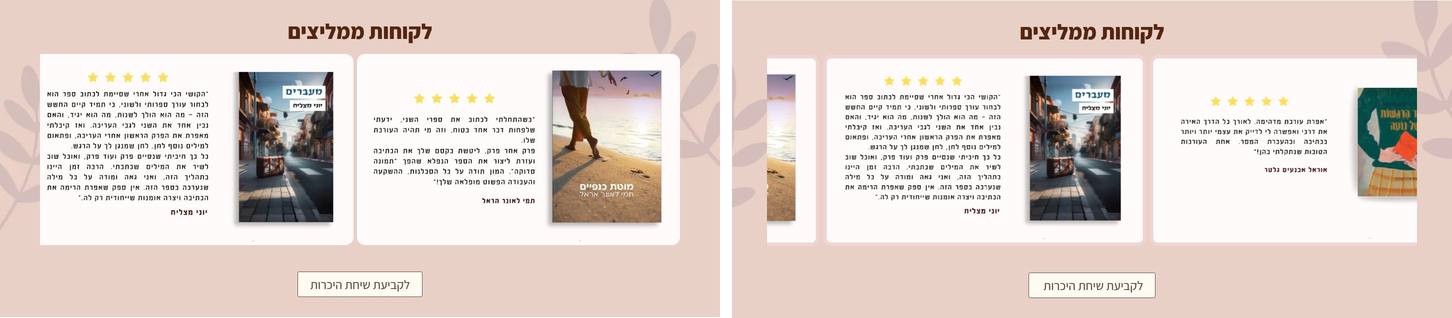 לקוחות ממליצים
מעברים
יוני מצליח
"הקושי הכי גדול אחרי שסיימת לכתוב ספר הוא
לבחור עורך ספרותי ולשוני, כי תמיד קיים החשש
הזה - מה הוא הולך לשנות, מה הוא יגיד, והאם
נבין אחד את השני לגבי העריכה. ואז קיבלתי
מאפרת את הפרק הראשון אחרי העריכה, ופתאום
למילים נוסף לחן, לחן שמנגן לך על הרגש.
כל כך חיכיתי שנסיים פרק ועוד פרק, ואוכל שוב
לשיר את המילים שכתבתי. הרבה זמן היינו
בתהליך הזה, ואני גאה ומודה על כל מילה
שנערכה בספר הזה. אין ספק שאפרת הרימה את
הכתיבה ויצרה אומנות שייחודית רק לה."
יוני מצליח
מוטת כנפיים
תמי לאונר הראל
"כשהתחלתי לכתוב את ספרי השני, ידעתי
שלפחות דבר אחד בטוח, וזה מי תהיה העורכת
שלו.
פרק אחר פרק, ליטשת בקסם שלך את הכתיבה
ועזרת ליצור את הספר הנפלא שהפך "תמונה
סדוקה". המון תודה על כל הסבלנות, ההשקעה
והעבודה הפשוט מופלאה שלך!"
תמי לאונר הראל
לקביעת שיחת היכרות
לקוחות ממליצים
מעברים
יוני מצליח
"הקושי הכי גדול אחרי שסיימת לכתוב ספר הוא
לבחור עורך ספרותי ולשוני, כי תמיד קיים החשש
הזה - מה הוא הולך לשנות, מה הוא יגיד, והאם
נבין אחד את השני לגבי העריכה. ואז קיבלתי
מאפרת את הפרק הראשון אחרי העריכה, ופתאום
למילים נוסף לחן, לחן שמנגן לך על הרגש.
כל כך חיכיתי שנסיים פרק ועוד פרק, ואוכל שוב
לשיר את המילים שכתבתי. הרבה זמן היינו
בתהליך הזה, ואני גאה ומודה על כל מילה
שנערכה בספר הזה. אין ספק שאפרת הרימה את
הכתיבה ויצרה אומנות שייחודית רק לה."
יוני מצליח
הרגשות
של נועה
"אפרת עורכת מדהימה. לאורך כל הדרך האירה
את דרכי ואפשרה לי לדייק את עצמי יותר ויותר
בכתיבה ובהעברת המסר. אחת העורכות
הטובות שנתקלתי בהן!"
אוראל אכנעים גלטר
לקביעת שיחת היכרות